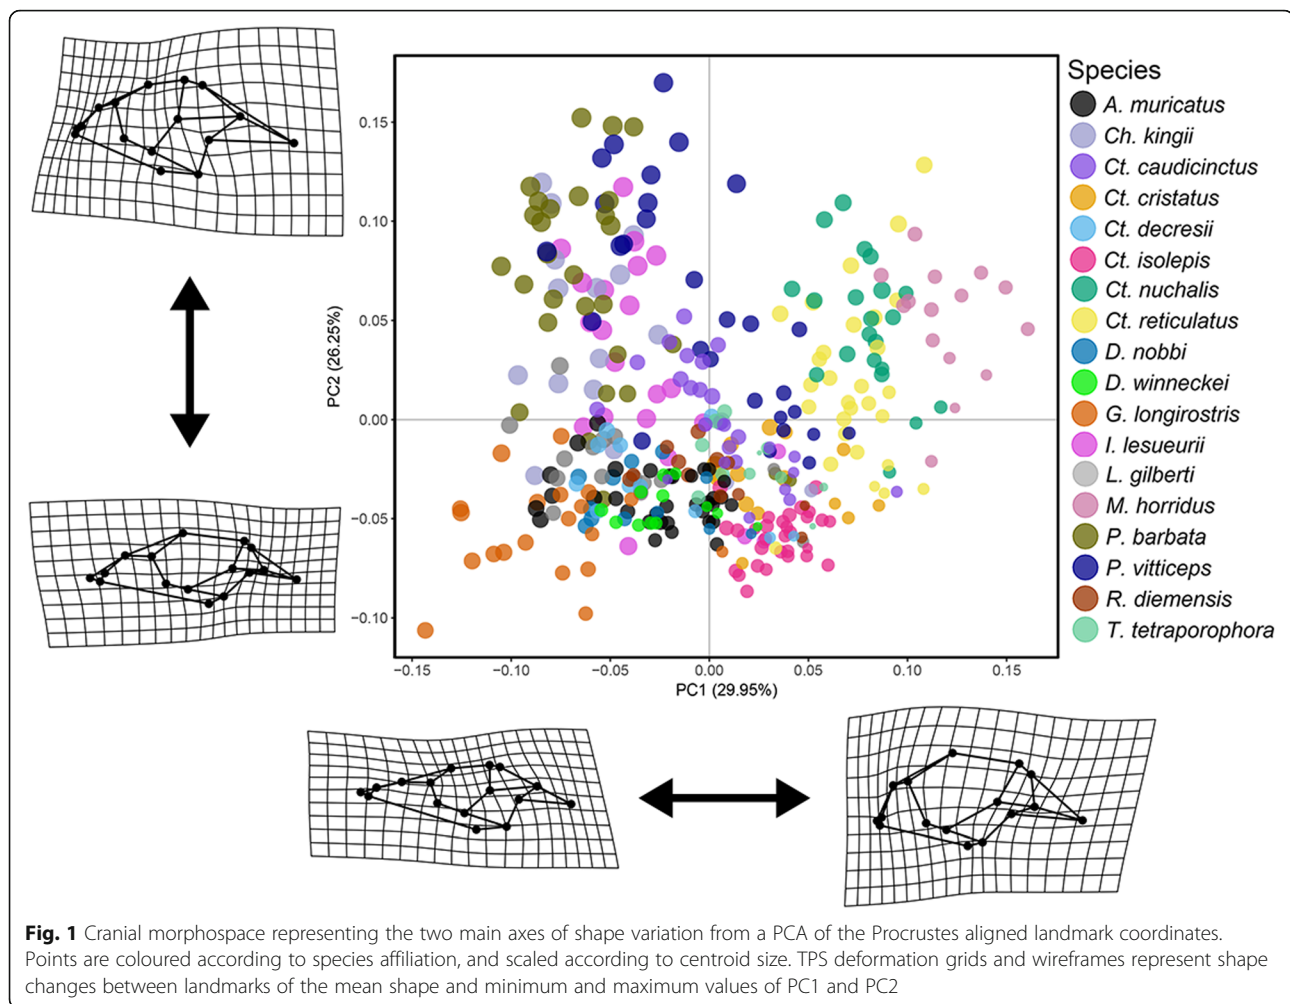 Species
A. muricatus
Ch. kingii
Ct. caudicinctus
Ct. cristatus
Ct. decresii
Ct. isolepis
Ct. nuchalis
Ct. reticulatus
D. nobbi
D. winneckei
G. longirostris
I. lesueurii
L. gilberti
M. horridus
P. barbata
P. vitticeps
R. diemensis
T. tetraporophora
PC2 (26.25%)
0.15
0.10
0.05
0.00
−0.05
−0.10
−0.15
−0.10
−0.05
0.00
0.05
0.10
0.15
PC1 (29.95%)
Fig. 1 Cranial morphospace representing the two main axes of shape variation from a PCA of the Procrustes aligned landmark coordinates.
Points are coloured according to species affiliation, and scaled according to centroid size. TPS deformation grids and wireframes represent shape
changes between landmarks of the mean shape and minimum and maximum values of PC1 and PC2